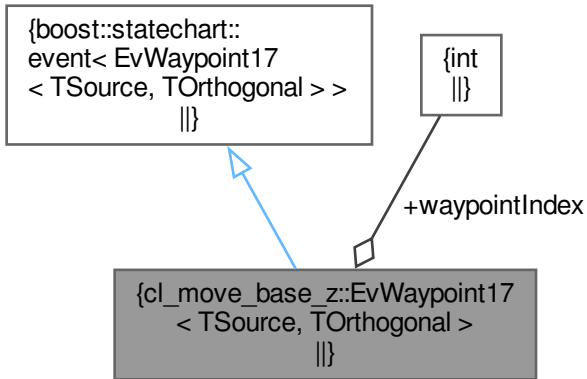 {boost::statechart::
event< EvWaypoint17
< TSource, TOrthogonal > >
||}
{int
||}
+waypointIndex
{cl_move_base_z::EvWaypoint17
< TSource, TOrthogonal >
||}